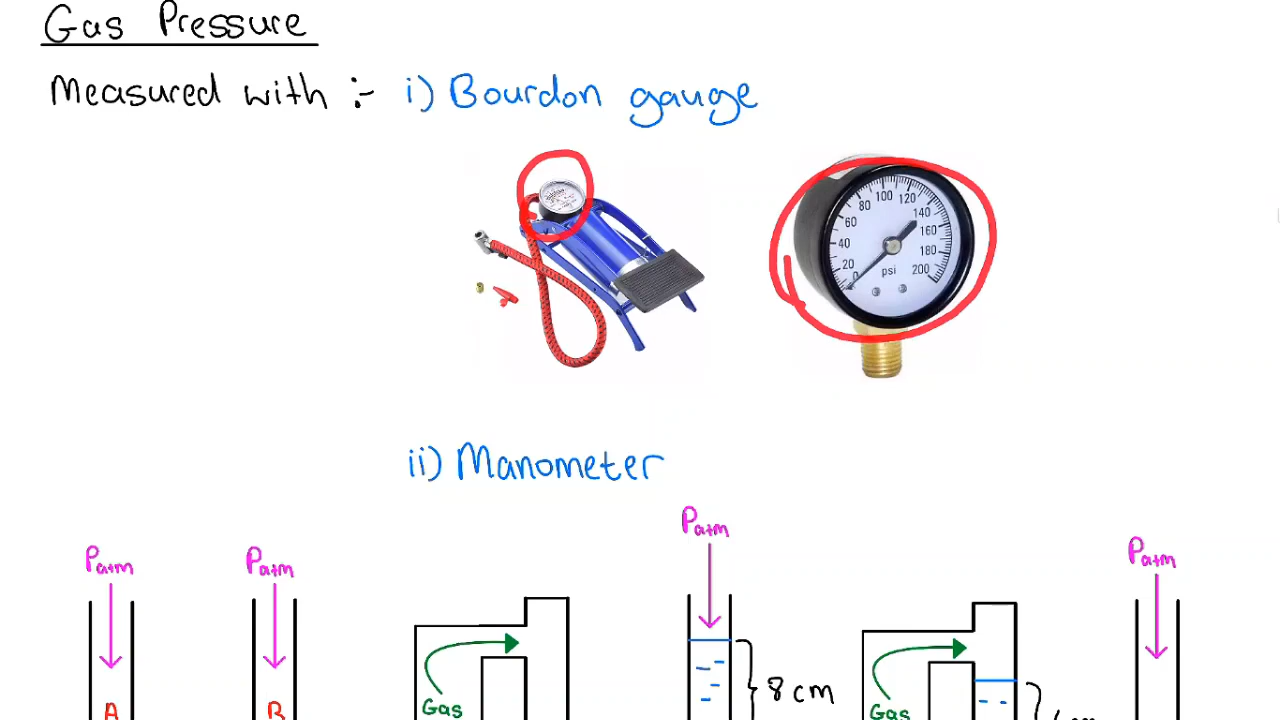 Gas Pressure
Measured with :- i) Bourdon gauge
0 20 40 60 80 100 120 140 160 180 200
psi
ii) Manometer
Patm
Patm
Patm
Patm
A
B
Gas
8 cm
Gas
cm